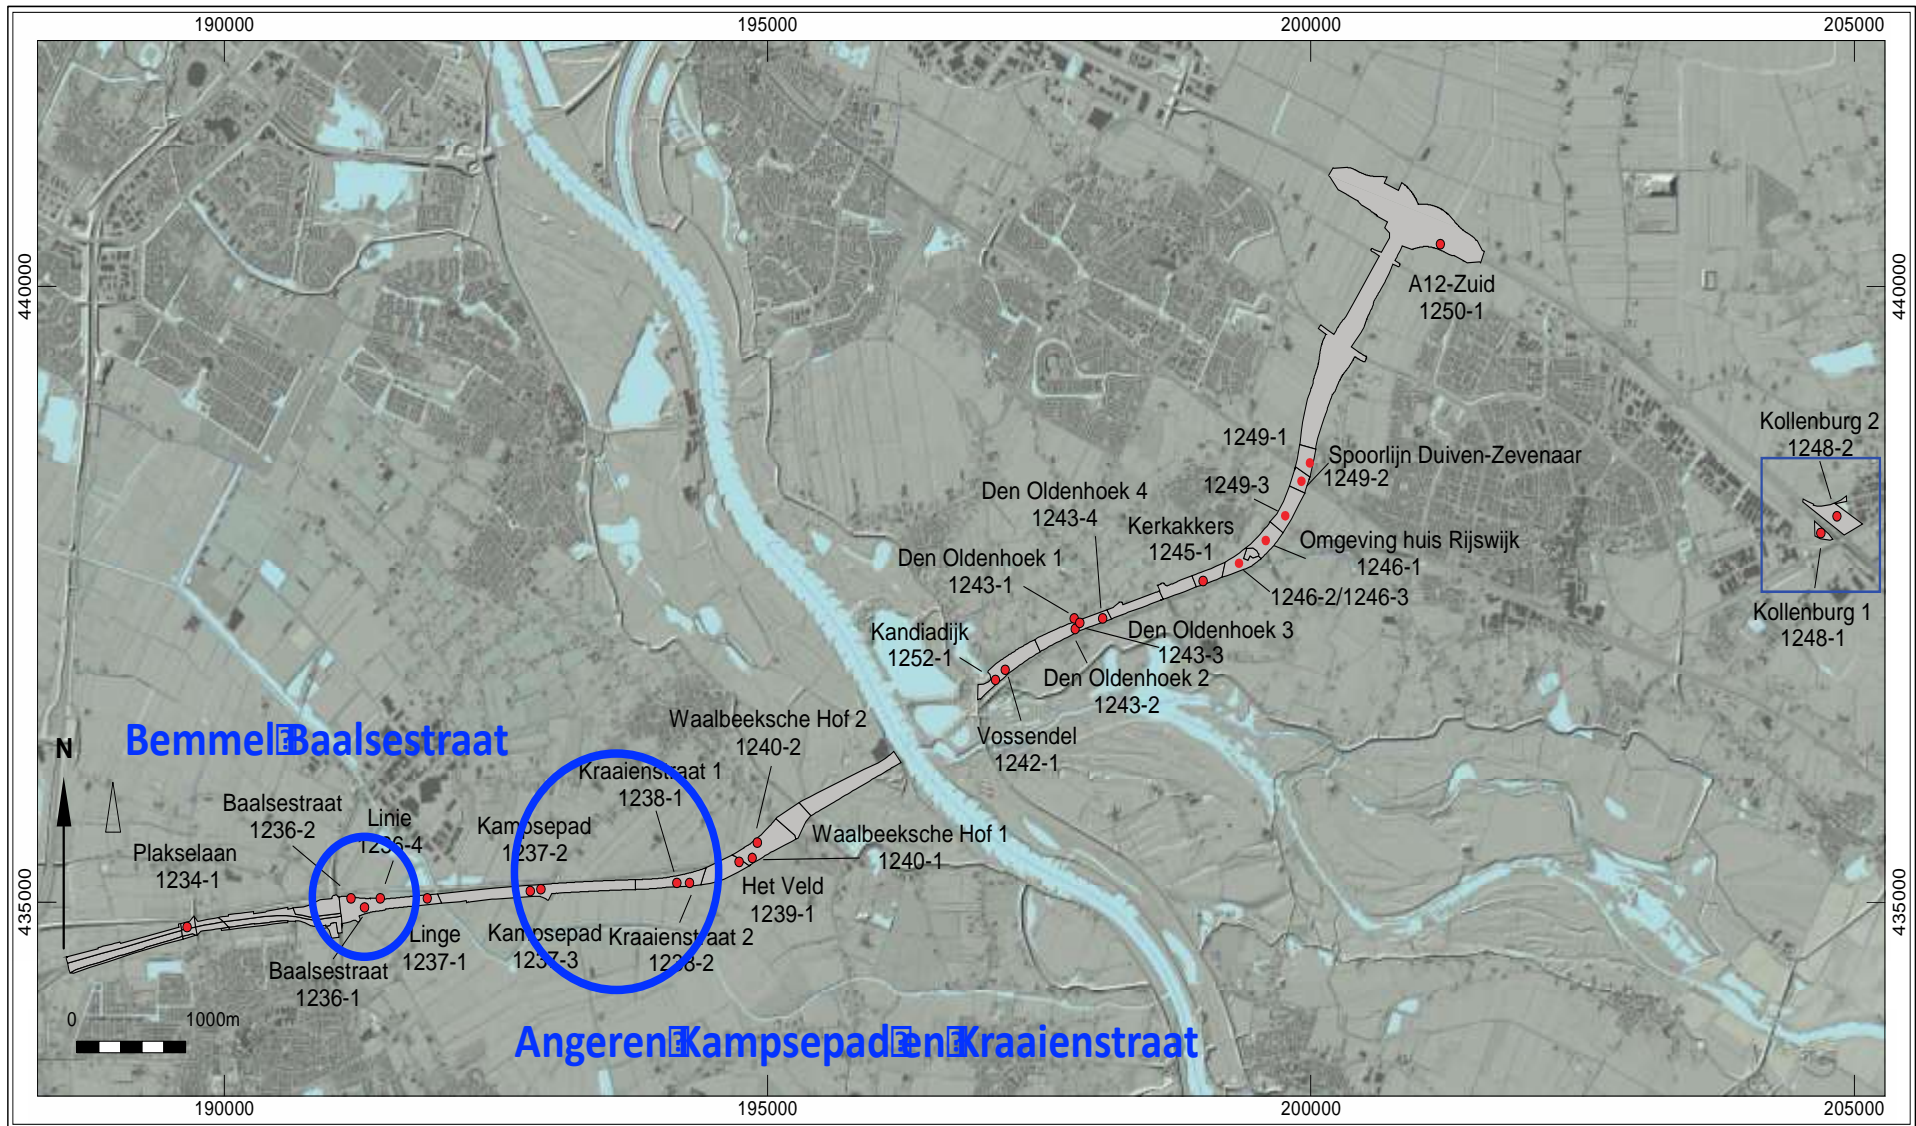 190000
195000
200000
205000
440000
440000
A12-Zuid
1250-1
Kollenburg 2
1248-2
1249-1
Spoorlijn Duiven-Zevenaar
1249-2
1249-3
Den Oldenhoek 4
1243-4
Kerkakkers
1245-1
Omgeving huis Rijswijk
1246-1
Den Oldenhoek 1
1243-1
1246-2/1246-3
Kollenburg 1
1248-1
Kandiadijk
1252-1
Den Oldenhoek 3
1243-3
Den Oldenhoek 2
1243-2
Vossendel
1242-1
Waalbeeksche Hof 2
1240-2
Bemmel Baalsestraat
N
Kraaienstraat 1
1238-1
Baalsestraat
1236-2
Linie
1236-4
Kampsepad
1237-2
Waalbeeksche Hof 1
1240-1
Plakselaan
1234-1
Het Veld
1239-1
435000
435000
Linge
1237-1
Kampsepad
1237-3
Kraaienstraat 2
1238-2
Baalsestraat
1236-1
0 1000m
Angeren Kampsepad en Kraaienstraat
190000
195000
200000
205000